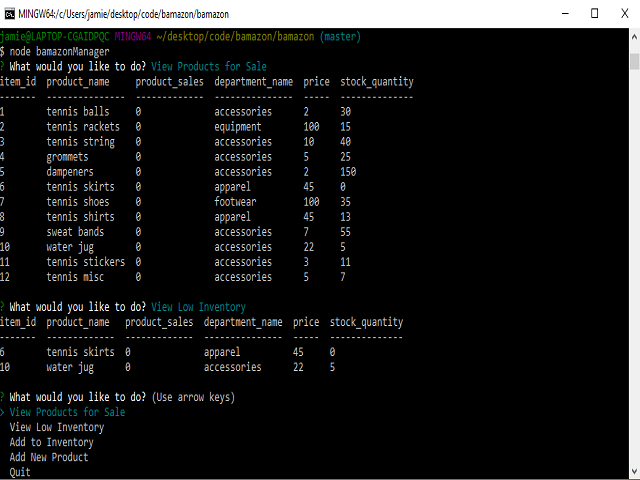 MINGW64:/c/Users/jamie/desktop/code/bamazon/bamazon
jamie@LAPTOP-CGAIDPQC MINGW64 ~/desktop/code/bamazon/bamazon (master)
$ node bamazonManager
? What would you like to do? View Products for Sale
item_id product_name product_sales department_name price stock_quantity
------- ------------- ------------- --------------- ----- --------------
1 tennis balls 0 accessories 2 30
2 tennis rackets 0 equipment 100 15
3 tennis string 0 accessories 10 40
4 grommets 0 accessories 5 25
5 dampeners 0 accessories 2 150
6 tennis skirts 0 apparel 45 0
7 tennis shoes 0 footwear 100 35
8 tennis shirts 0 apparel 45 13
9 sweat bands 0 accessories 7 55
10 water jug 0 accessories 22 5
11 tennis stickers 0 accessories 3 11
12 tennis misc 0 accessories 5 7
? What would you like to do? View Low Inventory
item_id product_name product_sales department_name price stock_quantity
------- ------------- ------------- --------------- ----- --------------
6 tennis skirts 0 apparel 45 0
10 water jug 0 accessories 22 5
? What would you like to do? (Use arrow keys)
> View Products for Sale
View Low Inventory
Add to Inventory
Add New Product
Quit